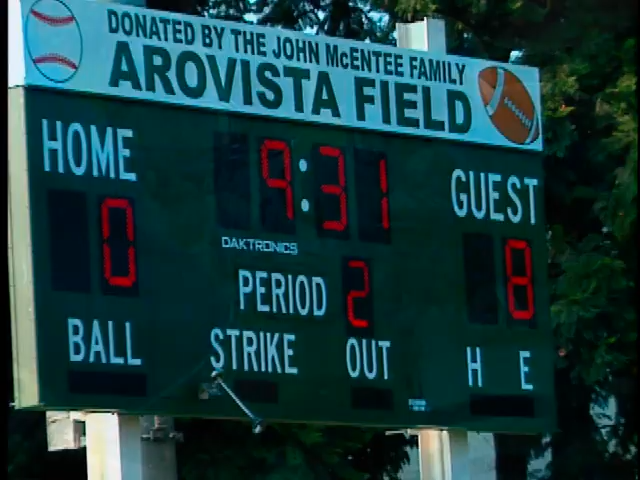 DONATED BY THE JOHN McENTEE FAMILY
AROVISTA FIELD
HOME 9:31 GUEST
0 8
DAKTRONICS
PERIOD 2
BALL STRIKE OUT H E